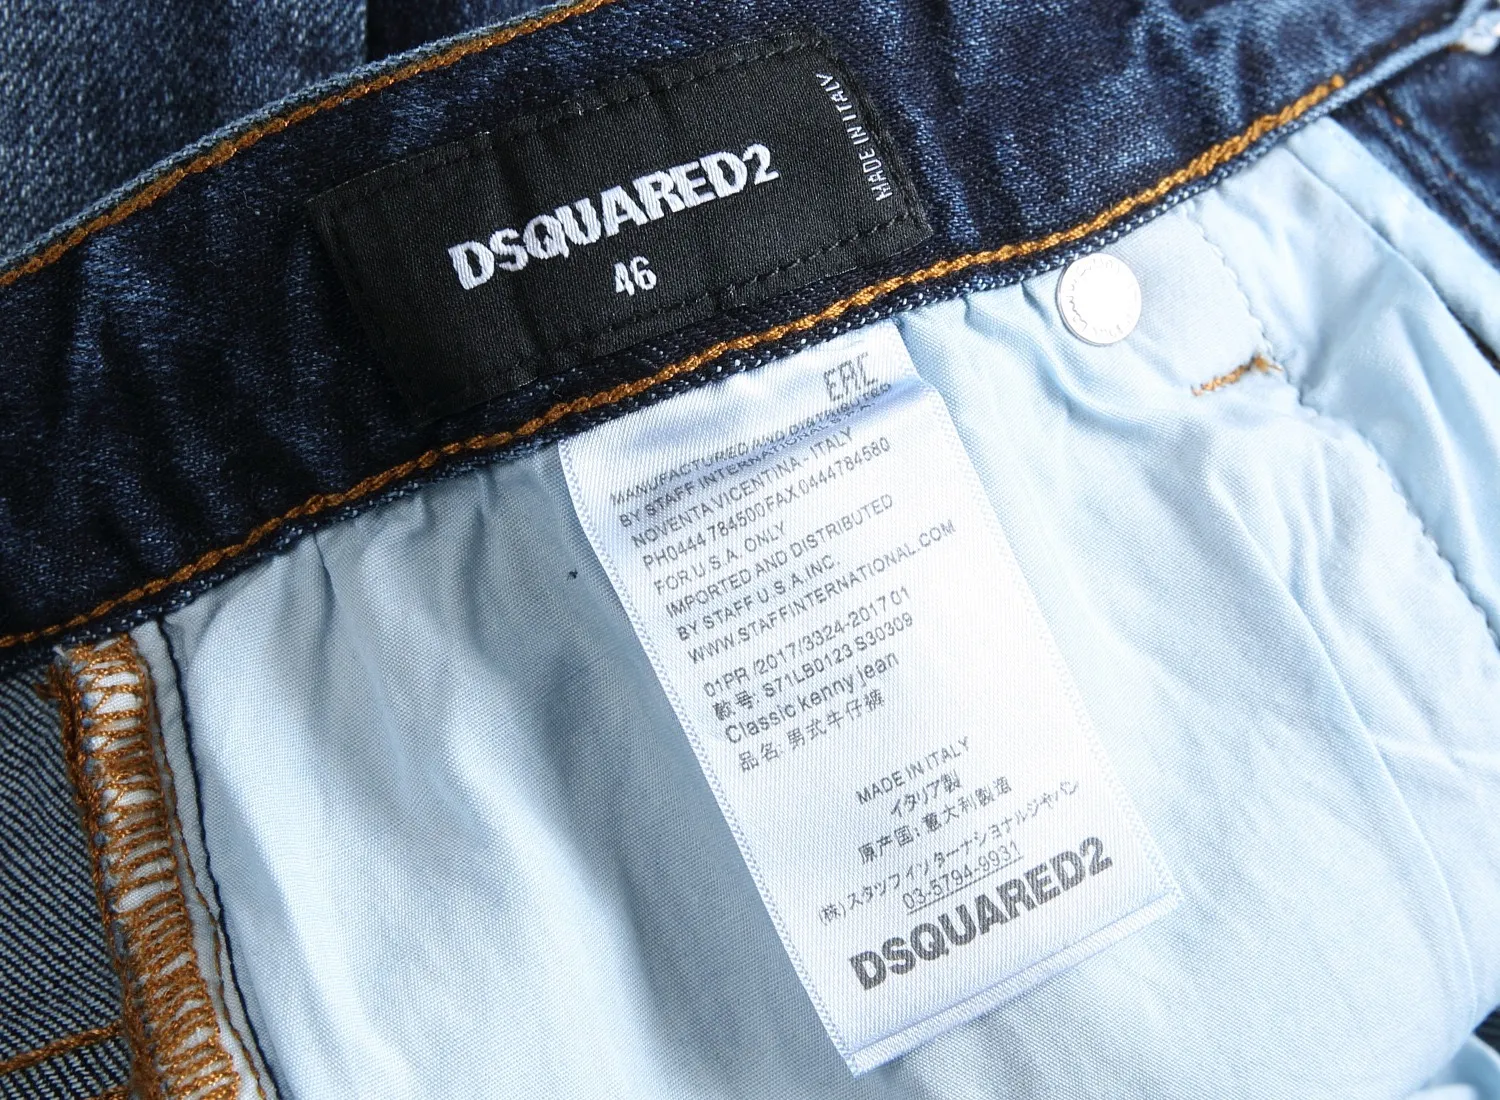 DSQUARED2
46
MADE IN ITALY
EAC
MANUFACTURED AND DISTRIBUTED
BY STAFF INTERNATIONAL
NOVENTA VICENTINA - ITALY
PH0444 784500FAX0444784580
FOR U.S.A. ONLY
IMPORTED AND DISTRIBUTED
BY STAFF U.S.A.INC.
WWW.STAFFINTERNATIONAL.COM
01PR /2017/3324-2017 01
款号: S71LB0123 S30309
Classic kenny jean
品名: 男式牛仔裤
MADE IN ITALY
イタリア製
原产国: 意大利製造
(株)スタッフインターナショナルジャパン
03-5794-9931
DSQUARED2